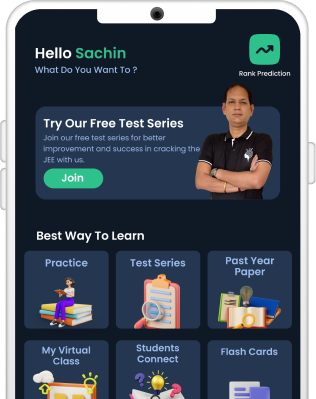 Hello Sachin
What Do You Want To ?
Rank Prediction
Try Our Free Test Series
Join our free test series for better
improvement and success in cracking the
JEE with us.
Join
Best Way To Learn
Practice
Test Series
Past Year
Paper
My Virtual
Class
Students
Connect
Flash Cards